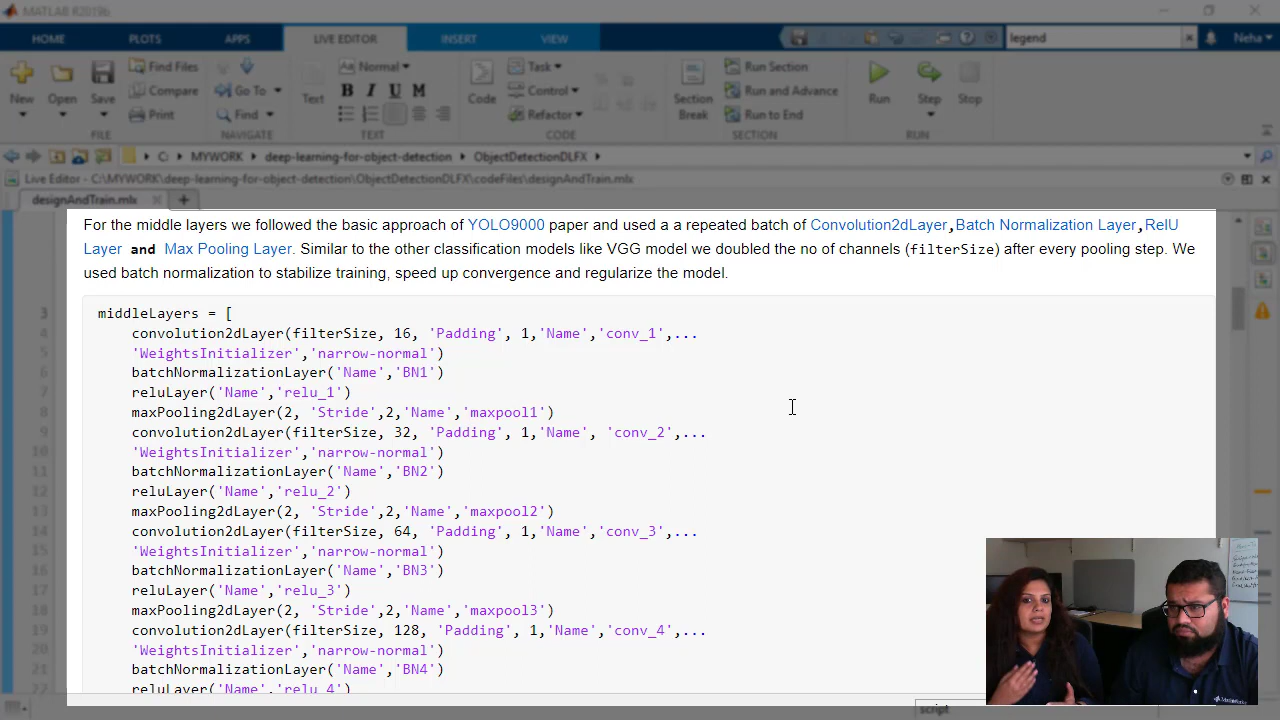 MATLAB R2019b
HOME PLOTS APPS LIVE EDITOR INSERT VIEW legend Neha
New Open Save Find Files Compare Print Go To Find Normal B I U M Text Code Task Control Refactor Section Break Run Section Run and Advance Run to End Run Step Stop
FILE NAVIGATE TEXT CODE SECTION RUN
C: MYWORK deep-learning-for-object-detection ObjectDetectionDLFX
Live Editor - C:\MYWORK\deep-learning-for-object-detection\ObjectDetectionDLFX\codeFiles\designAndTrain.mlx
designAndTrain.mlx
For the middle layers we followed the basic approach of YOLO9000 paper and used a a repeated batch of Convolution2dLayer,Batch Normalization Layer,RelU
Layer and Max Pooling Layer. Similar to the other classification models like VGG model we doubled the no of channels (filterSize) after every pooling step. We
used batch normalization to stabilize training, speed up convergence and regularize the model.
3 middleLayers = [
4 convolution2dLayer(filterSize, 16, 'Padding', 1,'Name','conv_1',...
5 'WeightsInitializer','narrow-normal')
6 batchNormalizationLayer('Name','BN1')
7 reluLayer('Name','relu_1')
8 maxPooling2dLayer(2, 'Stride',2,'Name','maxpool1')
9 convolution2dLayer(filterSize, 32, 'Padding', 1,'Name', 'conv_2',...
10 'WeightsInitializer','narrow-normal')
11 batchNormalizationLayer('Name','BN2')
12 reluLayer('Name','relu_2')
13 maxPooling2dLayer(2, 'Stride',2,'Name','maxpool2')
14 convolution2dLayer(filterSize, 64, 'Padding', 1,'Name','conv_3',...
15 'WeightsInitializer','narrow-normal')
16 batchNormalizationLayer('Name','BN3')
17 reluLayer('Name','relu_3')
18 maxPooling2dLayer(2, 'Stride',2,'Name','maxpool3')
19 convolution2dLayer(filterSize, 128, 'Padding', 1,'Name','conv_4',...
20 'WeightsInitializer','narrow-normal')
21 batchNormalizationLayer('Name','BN4')
22 reluLayer('Name','relu_4')
MathWorks
script